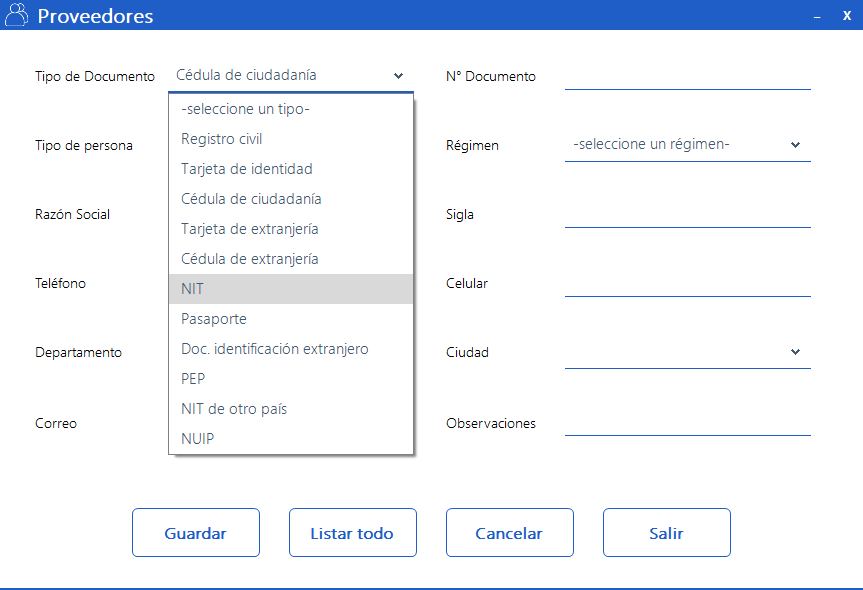 Proveedores
– X
Tipo de Documento Cédula de ciudadanía N° Documento
-seleccione un tipo-
Registro civil
Tipo de persona Régimen -seleccione un régimen-
Tarjeta de identidad
Cédula de ciudadanía
Razón Social Sigla
Tarjeta de extranjería
Cédula de extranjería
Teléfono Celular
NIT
Pasaporte
Doc. identificación extranjero
Departamento Ciudad
PEP
NIT de otro país
Correo Observaciones
NUIP
Guardar Listar todo Cancelar Salir